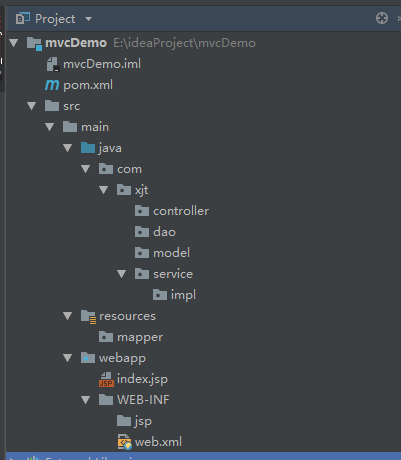 Project
mvcDemo E:\ideaProject\mvcDemo
mvcDemo.iml
pom.xml
src
main
java
com
xjt
controller
dao
model
service
impl
resources
mapper
webapp
index.jsp
WEB-INF
jsp
web.xml